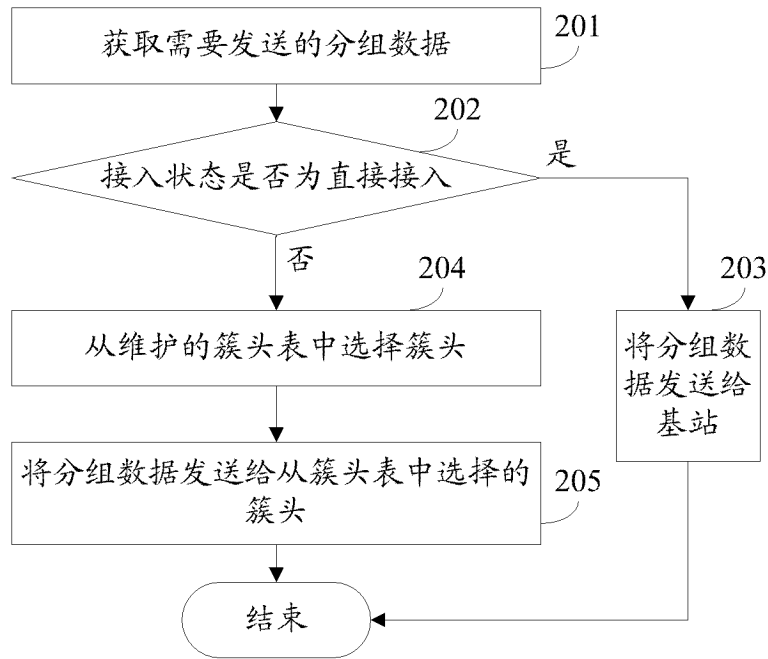 获取需要发送的分组数据
201
202
接入状态是否为直接接入
是
否
204
203
从维护的簇头表中选择簇头
将分组数
据发送给
基站
将分组数据发送给从簇头表中选择的
簇头
205
结束